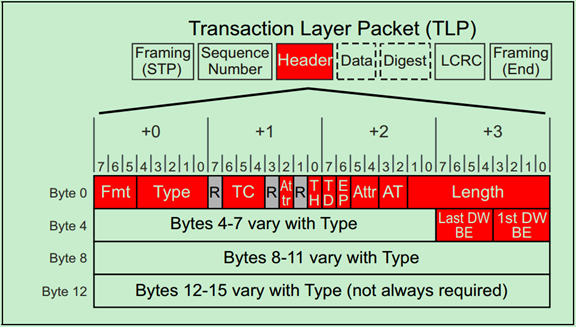 Transaction Layer Packet (TLP)
Framing (STP) Sequence Number Header Data Digest LCRC Framing (End)
+0 +1 +2 +3
7 6 5 4 3 2 1 0 7 6 5 4 3 2 1 0 7 6 5 4 3 2 1 0 7 6 5 4 3 2 1 0
Byte 0 Fmt Type R TC R Attr R TH TD EP Attr AT Length
Byte 4 Bytes 4-7 vary with Type Last DW BE 1st DW BE
Byte 8 Bytes 8-11 vary with Type
Byte 12 Bytes 12-15 vary with Type (not always required)